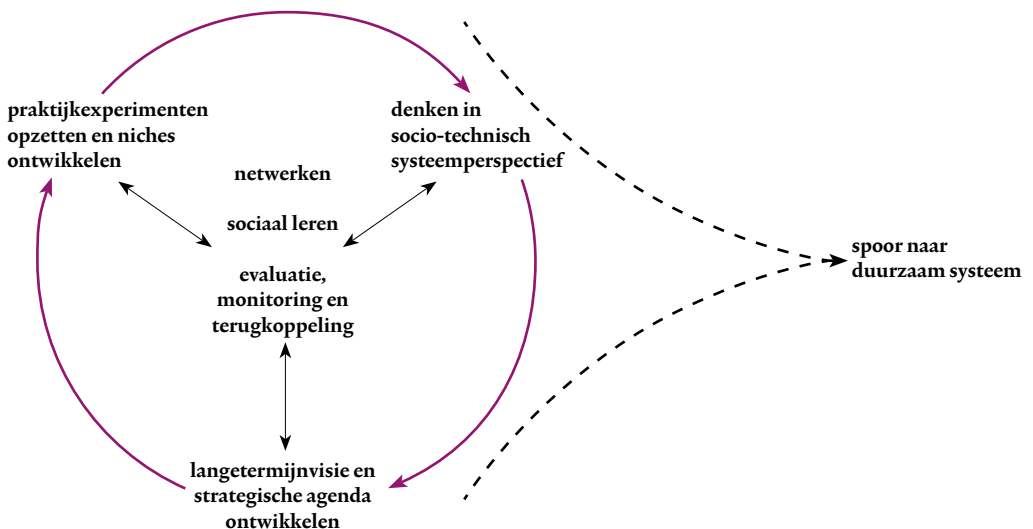 praktijkexperimenten
opzetten en niches
ontwikkelen
denken in
socio-technisch
systeemperspectief
netwerken
sociaal leren
evaluatie,
monitoring en
terugkoppeling
spoor naar
duurzaam systeem
langetermijnvisie en
strategische agenda
ontwikkelen